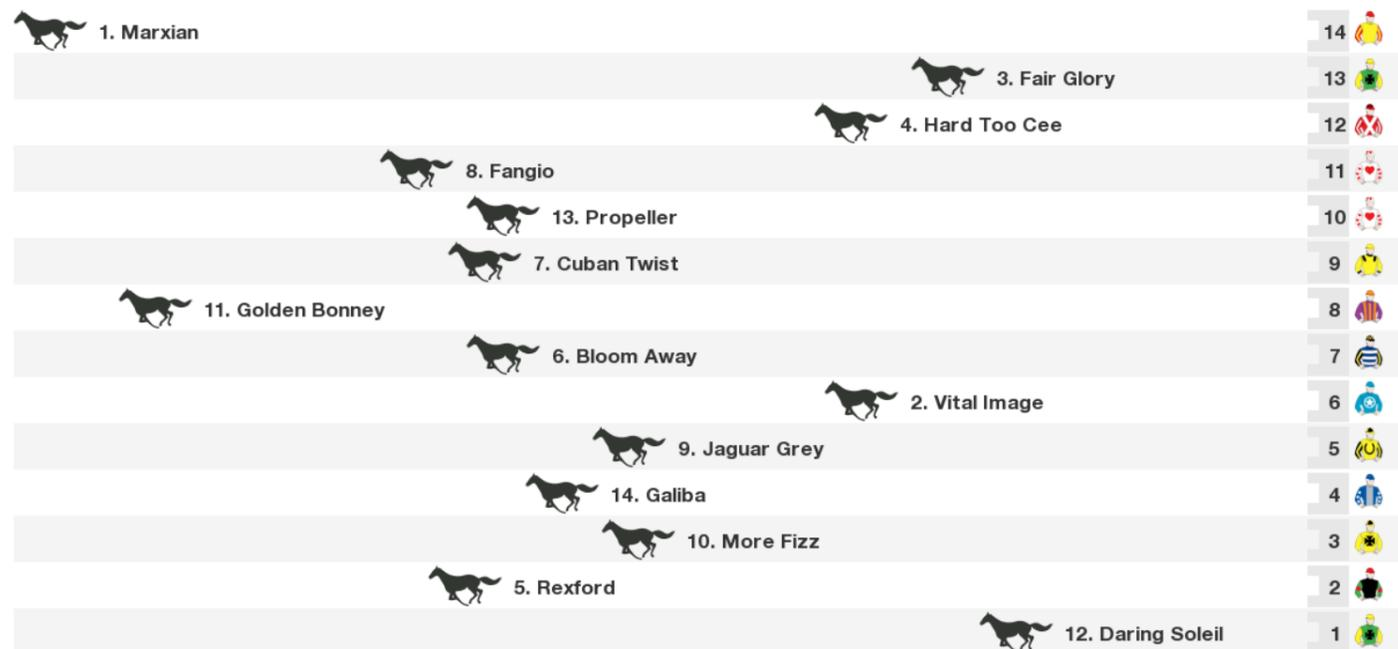 1. Marxian 14
3. Fair Glory 13
4. Hard Too Cee 12
8. Fangio 11
13. Propeller 10
7. Cuban Twist 9
11. Golden Bonney 8
6. Bloom Away 7
2. Vital Image 6
9. Jaguar Grey 5
14. Galiba 4
10. More Fizz 3
5. Rexford 2
12. Daring Soleil 1